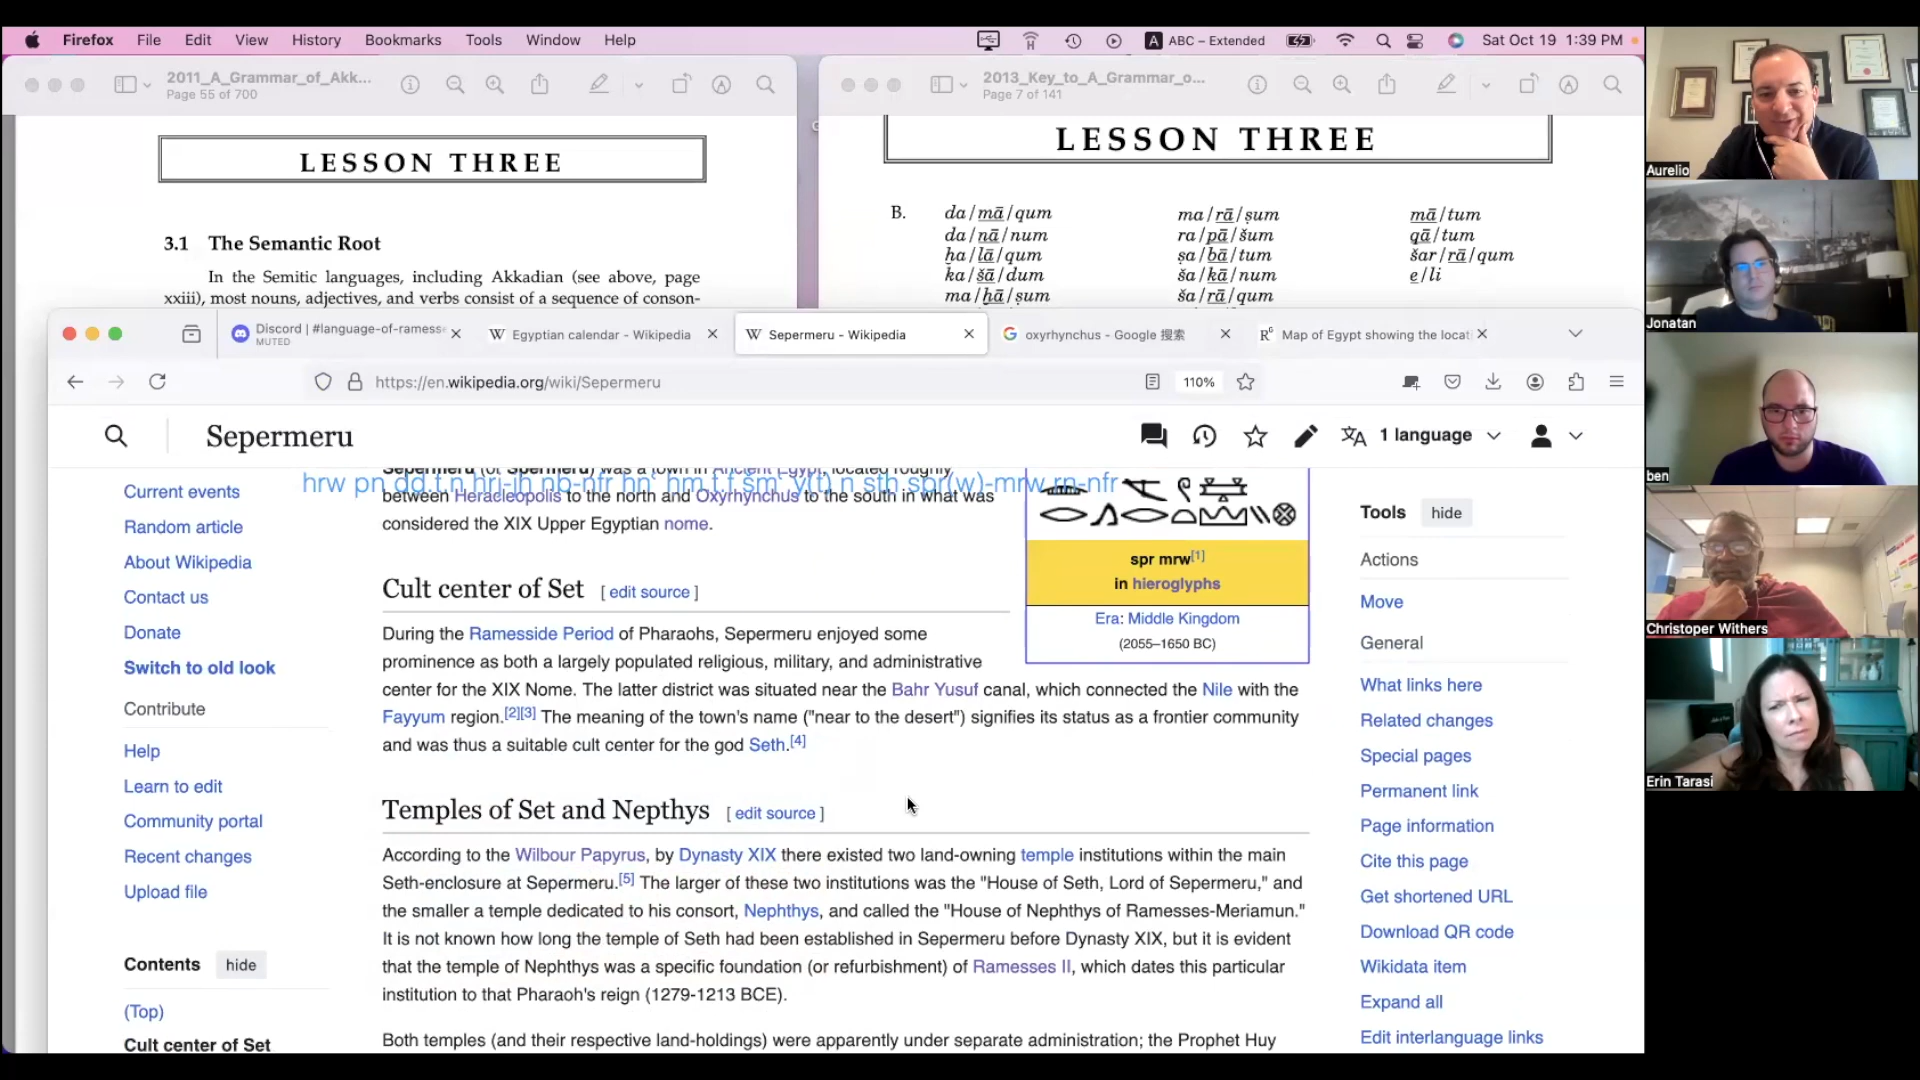 Firefox File Edit View History Bookmarks Tools Window Help
A ABC – Extended
Sat Oct 19 1:39 PM
2011_A_Grammar_of_Akk...
Page 55 of 700
LESSON THREE
3.1 The Semantic Root
In the Semitic languages, including Akkadian (see above, page
xxiii), most nouns, adjectives, and verbs consist of a sequence of conson-
2013_Key_to_A_Grammar_o...
Page 7 of 141
LESSON THREE
B. da/mā/qum ma/rā/ṣum mā/tum
da/nā/num ra/pā/šum qā/tum
ḫa/lā/qum ṣa/bā/tum šar/rā/qum
ka/šā/dum ša/kā/num e/li
ma/ḫā/ṣum ša/rā/qum
Discord | #language-of-ramesse
MUTED
Egyptian calendar – Wikipedia
Sepermeru – Wikipedia
oxyrhynchus - Google 搜索
Map of Egypt showing the locat
https://en.wikipedia.org/wiki/Sepermeru
110%
Sepermeru
1 language
hrw pn dd.t.n
Sepermeru (or Spermeru) was a town in Ancient Egypt, located roughly
between Heracleopolis to the north and Oxyrhynchus to the south in what was
considered the XIX Upper Egyptian nome.
spr mrw[1]
in hieroglyphs
Era: Middle Kingdom
(2055–1650 BC)
Cult center of Set [ edit source ]
During the Ramesside Period of Pharaohs, Sepermeru enjoyed some
prominence as both a largely populated religious, military, and administrative
center for the XIX Nome. The latter district was situated near the Bahr Yusuf canal, which connected the Nile with the
Fayyum region.[2][3] The meaning of the town's name ("near to the desert") signifies its status as a frontier community
and was thus a suitable cult center for the god Seth.[4]
Temples of Set and Nepthys [ edit source ]
According to the Wilbour Papyrus, by Dynasty XIX there existed two land-owning temple institutions within the main
Seth-enclosure at Sepermeru.[5] The larger of these two institutions was the "House of Seth, Lord of Sepermeru," and
the smaller a temple dedicated to his consort, Nephthys, and called the "House of Nephthys of Ramesses-Meriamun."
It is not known how long the temple of Seth had been established in Sepermeru before Dynasty XIX, but it is evident
that the temple of Nephthys was a specific foundation (or refurbishment) of Ramesses II, which dates this particular
institution to that Pharaoh's reign (1279-1213 BCE).
Both temples (and their respective land-holdings) were apparently under separate administration; the Prophet Huy
Current events
Random article
About Wikipedia
Contact us
Donate
Switch to old look
Contribute
Help
Learn to edit
Community portal
Recent changes
Upload file
Contents hide
(Top)
Cult center of Set
Tools hide
Actions
Move
General
What links here
Related changes
Special pages
Permanent link
Page information
Cite this page
Get shortened URL
Download QR code
Wikidata item
Expand all
Edit interlanguage links
Aurelio
Jonatan
ben
Christoper Withers
Erin Tarasi